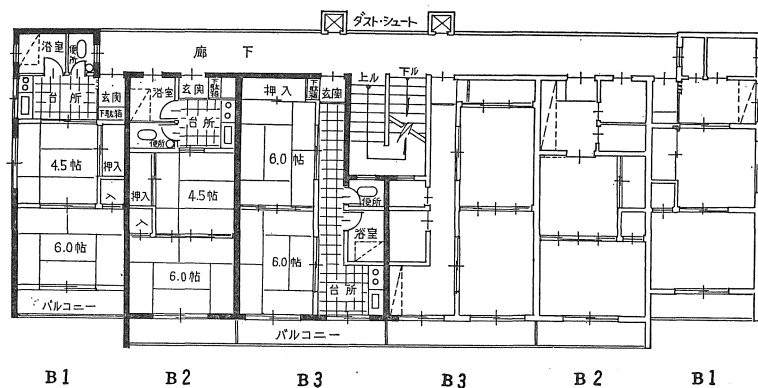 ダスト・シュート
廊下
浴室
便所
台所
玄関
下駄箱
4.5帖
押入
入
6.0帖
バルコニー
浴室
玄関
下駄箱
台所
便所
押入
入
4.5帖
6.0帖
押入
下駄箱
玄関
6.0帖
6.0帖
便所
浴室
台所
バルコニー
上ル
下ル
B1
B2
B3
B3
B2
B1